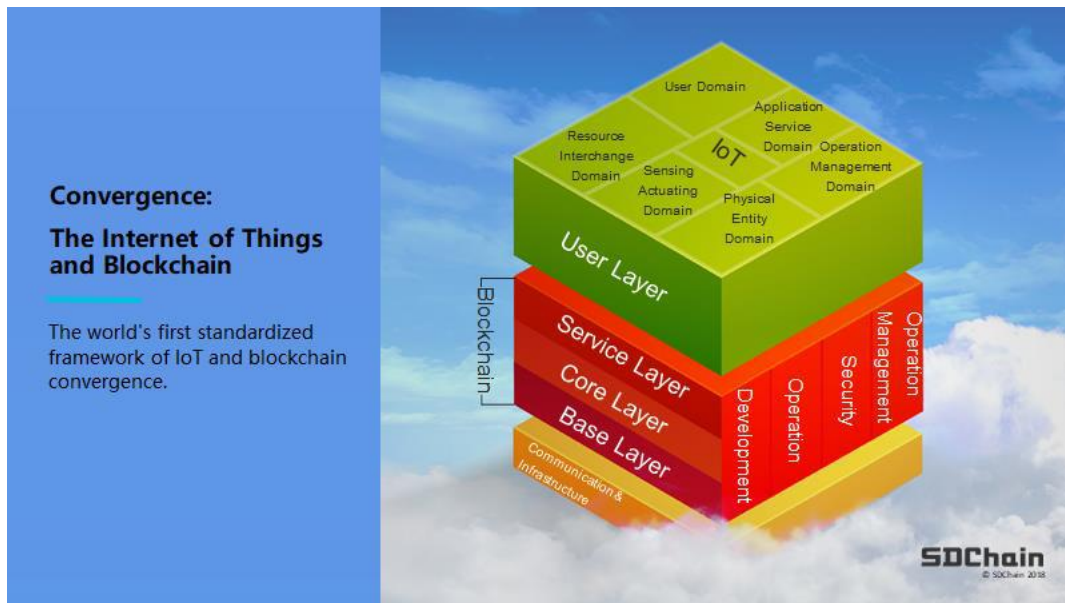 Convergence:
The Internet of Things
and Blockchain
The world's first standardized
framework of IoT and blockchain
convergence.
User Domain
Application
Service
Domain
Resource
Interchange
Domain
IoT
Operation
Management
Domain
Sensing
Actuating
Domain
Physical
Entity
Domain
User Layer
Blockchain
Service Layer
Core Layer
Base Layer
Development
Operation
Security
Operation
Management
Communication &
Infrastructure
SDChain
© SDChain 2018